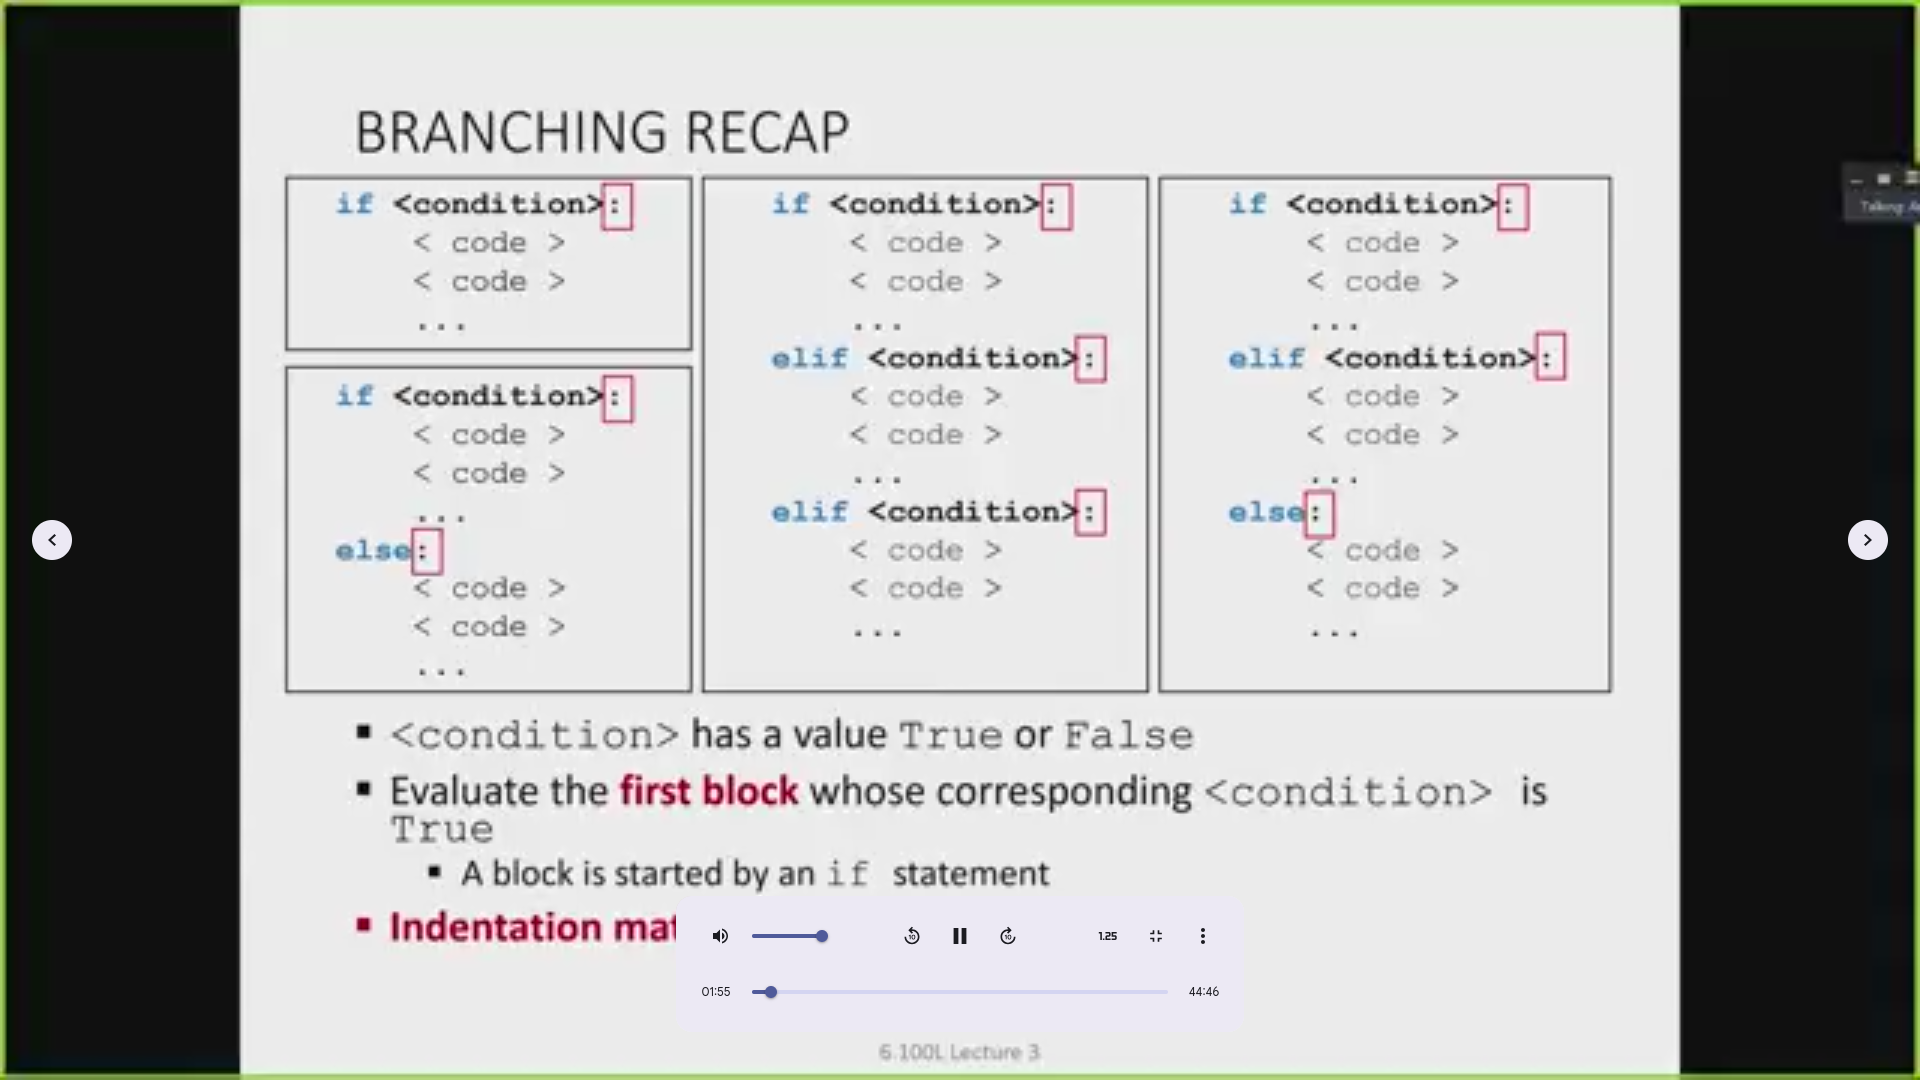 BRANCHING RECAP
if <condition>:
< code >
< code >
...
if <condition>:
< code >
< code >
...
else:
< code >
< code >
...
if <condition>:
< code >
< code >
...
elif <condition>:
< code >
< code >
...
elif <condition>:
< code >
< code >
...
if <condition>:
< code >
< code >
...
elif <condition>:
< code >
< code >
...
else:
< code >
< code >
...
▪ <condition> has a value True or False
▪ Evaluate the first block whose corresponding <condition> is
True
▪ A block is started by an if statement
▪ Indentation
Talking:
10
10
1.25
01:55
44:46
6.100L Lecture 3